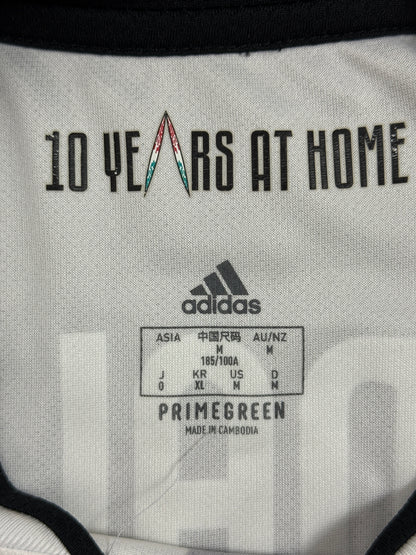 10 YEARS AT HOME
adidas
ASIA 中国尺码 AU/NZ
M M
185/100A
J KR US D
O XL M M
PRIMEGREEN
MADE IN CAMBODIA